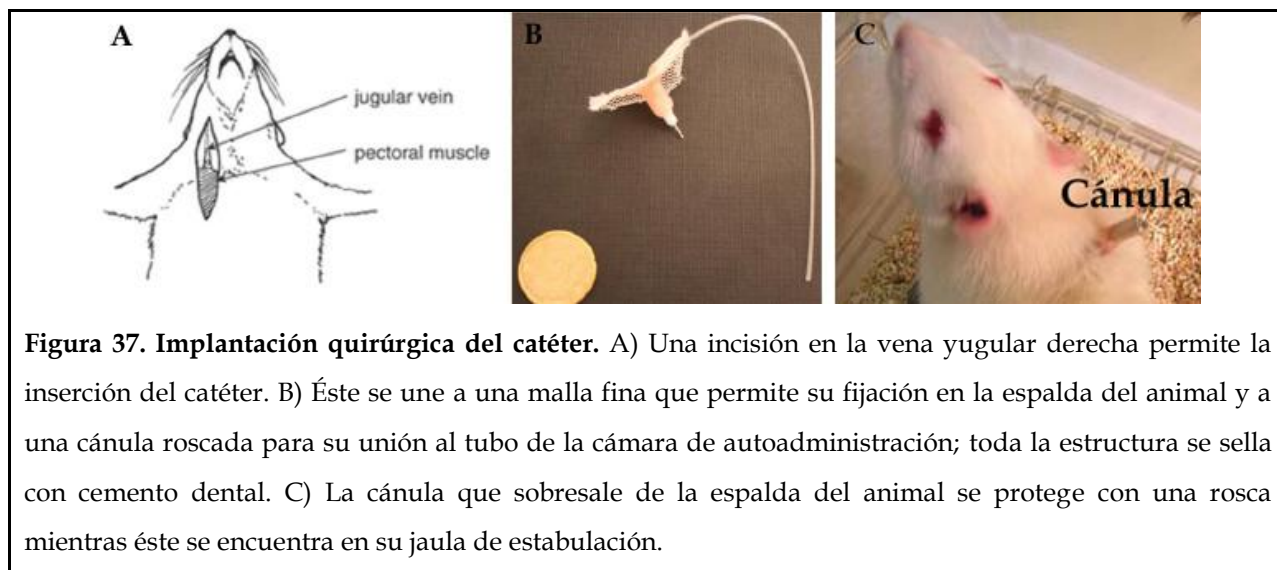 A
B
C
jugular vein
pectoral muscle
Cánula
Figura 37. Implantación quirúrgica del catéter. A) Una incisión en la vena yugular derecha permite la
inserción del catéter. B) Éste se une a una malla fina que permite su fijación en la espalda del animal y a
una cánula roscada para su unión al tubo de la cámara de autoadministración; toda la estructura se sella
con cemento dental. C) La cánula que sobresale de la espalda del animal se protege con una rosca
mientras éste se encuentra en su jaula de estabulación.